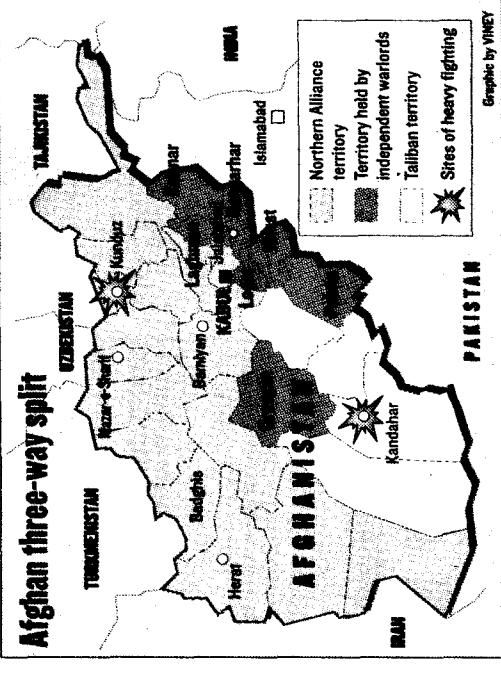 Afghan three-way split
UZBEKISTAN
TAJIKISTAN
TURKMENISTAN
Mazar-e-Sharif
Kunduz
Badghis
Bamiyan
KABUL
Herat
AFGHANISTAN
Islamabad
INDIA
Kandahar
IRAN
PAKISTAN
Northern Alliance
territory
Territory held by
independent warlords
Taliban territory
Sites of heavy fighting
Graphic by VINEY